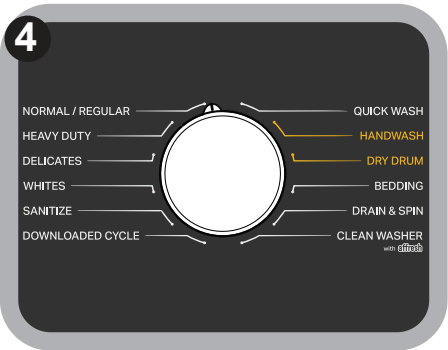 4
NORMAL / REGULAR
HEAVY DUTY
DELICATES
WHITES
SANITIZE
DOWNLOADED CYCLE
QUICK WASH
HANDWASH
DRY DRUM
BEDDING
DRAIN & SPIN
CLEAN WASHER
with affresh